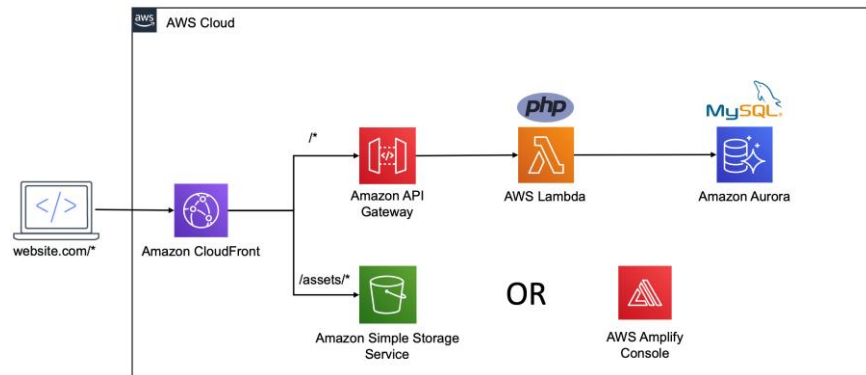 aws
AWS Cloud
php
MySQL®
/*
</>
Amazon API
Gateway
AWS Lambda
Amazon Aurora
</>
website.com/*
Amazon CloudFront
/assets/*
OR
Amazon Simple Storage
Service
AWS Amplify
Console